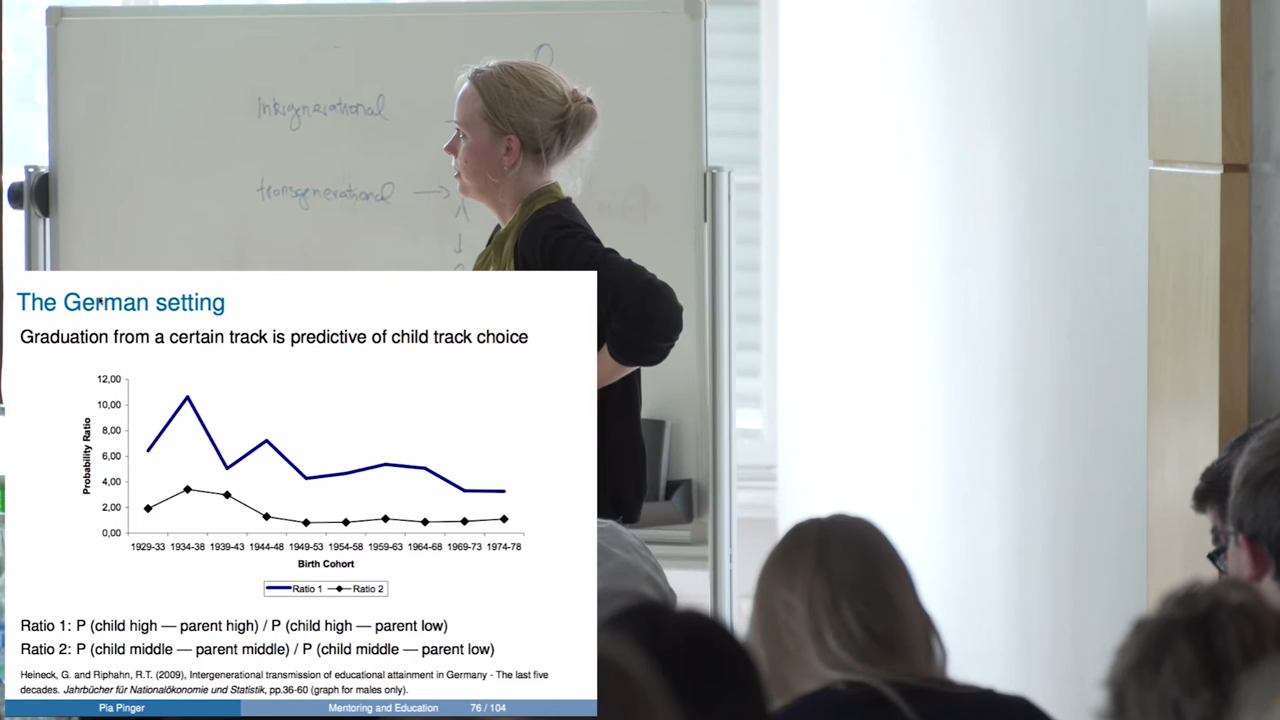 Intergenerational
transgenerational
The German setting
Graduation from a certain track is predictive of child track choice
12,00
10,00
8,00
6,00
4,00
2,00
0,00
Probability Ratio
1929-33 1934-38 1939-43 1944-48 1949-53 1954-58 1959-63 1964-68 1969-73 1974-78
Birth Cohort
Ratio 1 Ratio 2
Ratio 1: P (child high — parent high) / P (child high — parent low)
Ratio 2: P (child middle — parent middle) / P (child middle — parent low)
Heineck, G. and Riphahn, R.T. (2009), Intergenerational transmission of educational attainment in Germany - The last five
decades. Jahrbücher für Nationalökonomie und Statistik, pp.36-60 (graph for males only).
Pia Pinger Mentoring and Education 76 / 104